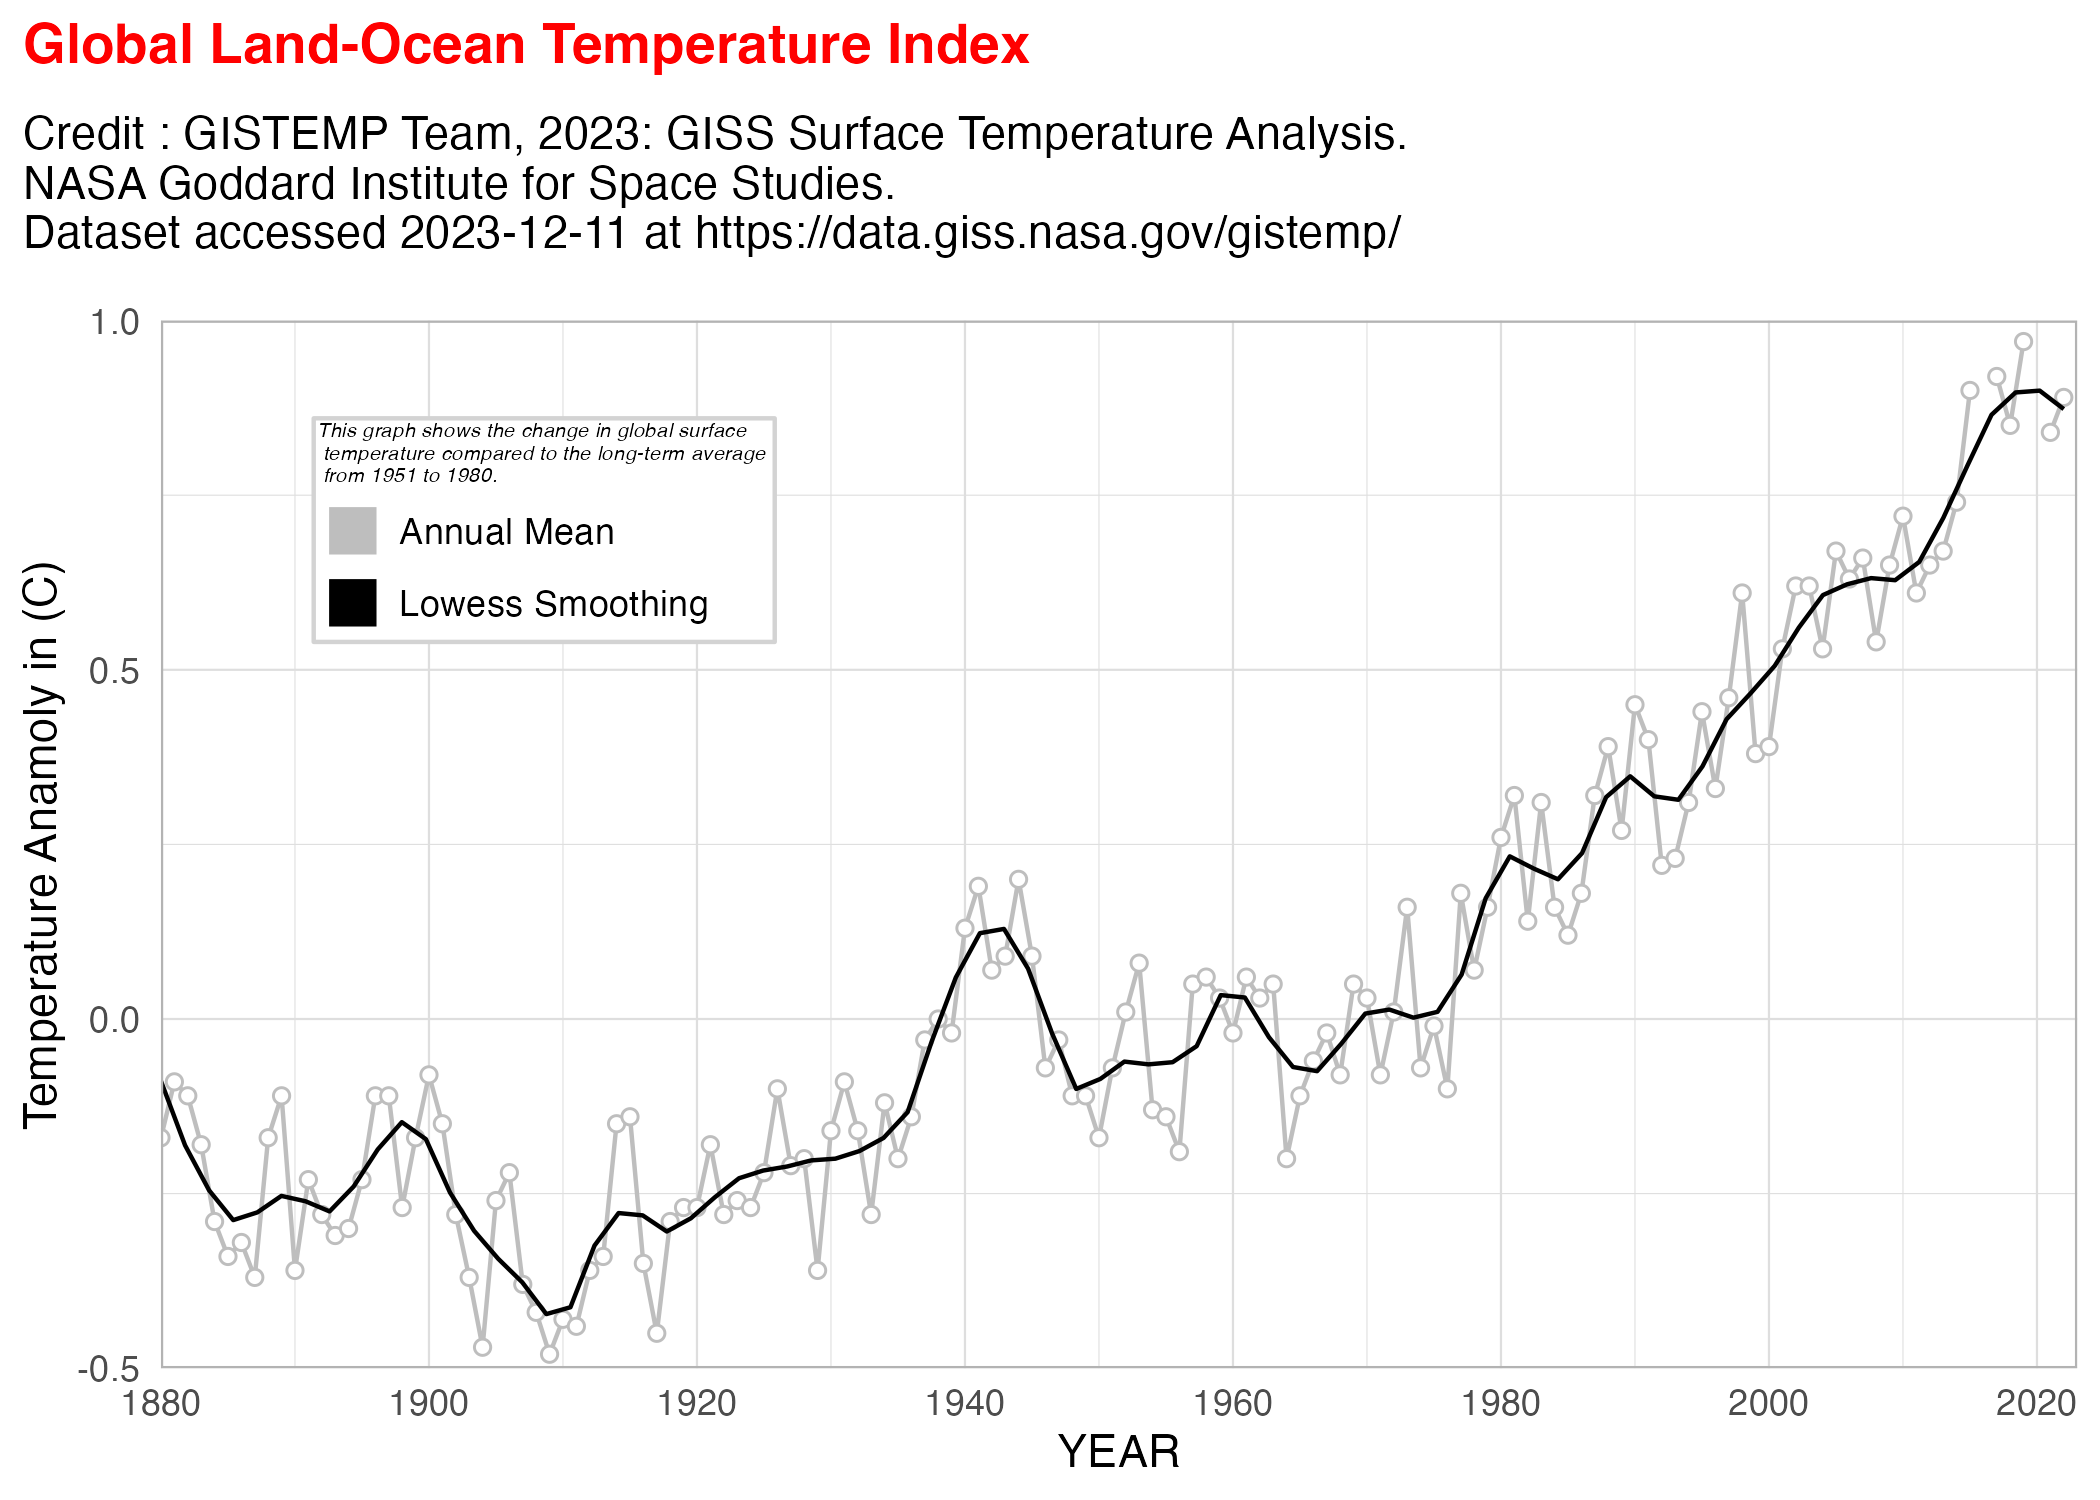 Global Land-Ocean Temperature Index
Credit : GISTEMP Team, 2023: GISS Surface Temperature Analysis.
NASA Goddard Institute for Space Studies.
Dataset accessed 2023-12-11 at https://data.giss.nasa.gov/gistemp/
1.0
This graph shows the change in global surface
temperature compared to the long-term average
from 1951 to 1980.
Annual Mean
Lowess Smoothing
0.5
Temperature Anamoly in (C)
0.0
-0.5
1880 1900 1920 1940 1960 1980 2000 2020
YEAR